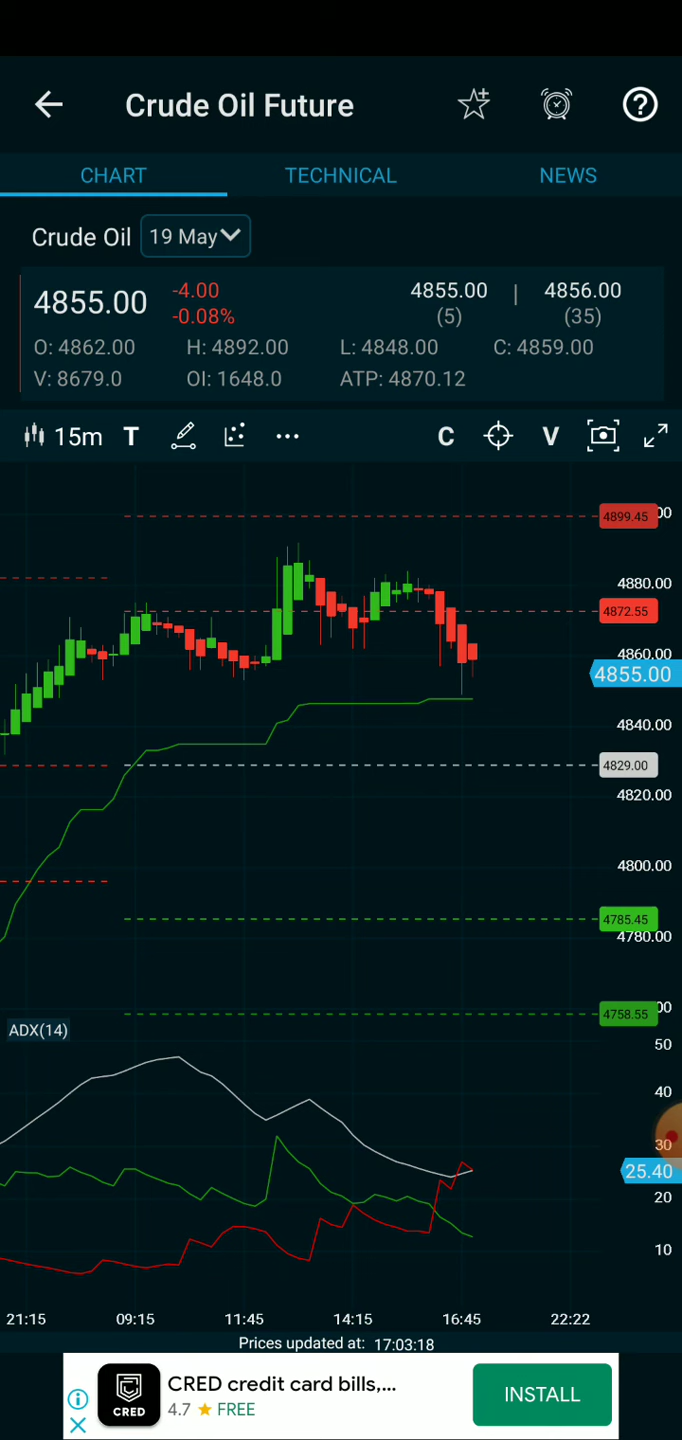 Crude Oil Future
CHART TECHNICAL NEWS
Crude Oil 19 May
4855.00 -4.00 -0.08% 4855.00 (5) | 4856.00 (35)
O: 4862.00 H: 4892.00 L: 4848.00 C: 4859.00
V: 8679.0 OI: 1648.0 ATP: 4870.12
15m T C V
4899.45
4880.00
4872.55
4860.00
4855.00
4840.00
4829.00
4820.00
4800.00
4785.45
4780.00
4758.55
ADX(14)
50
40
30
25.40
20
10
21:15 09:15 11:45 14:15 16:45 22:22
Prices updated at: 17:03:18
CRED credit card bills,...
4.7 FREE
CRED
INSTALL